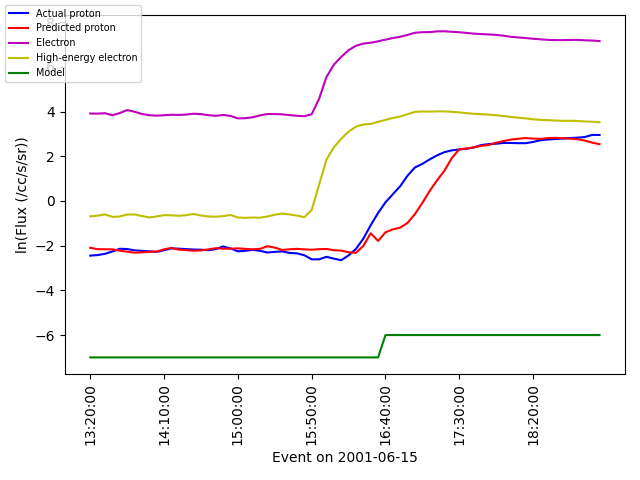 Actual proton
Predicted proton
Electron
High-energy electron
Model
8
6
4
2
0
−2
−4
−6
ln(Flux (/cc/s/sr))
13:20:00
14:10:00
15:00:00
15:50:00
16:40:00
17:30:00
18:20:00
Event on 2001-06-15